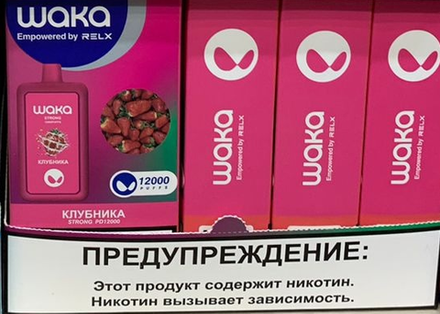 waka
Empowered by RELX
waka
STRONG
КЛУБНИКА
12000
PUFFS
КЛУБНИКА
STRONG PD12000
waka
Empowered by RELX
waka
Empowered by RELX
waka
Empowered by RELX
ПРЕДУПРЕЖДЕНИЕ:
Этот продукт содержит никотин.
Никотин вызывает зависимость.